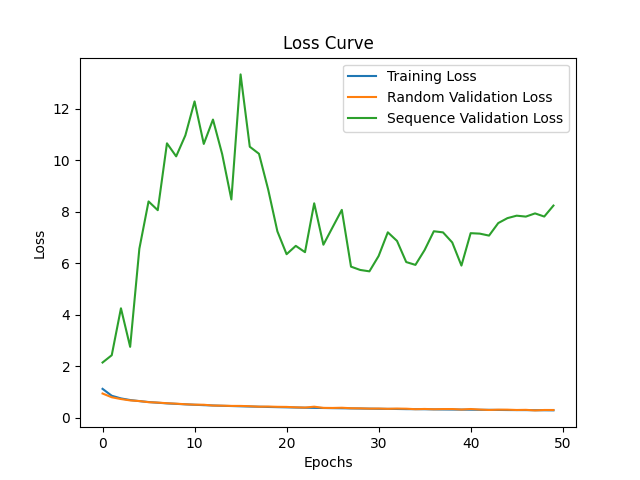 Loss Curve
Training Loss
Random Validation Loss
Sequence Validation Loss
12
10
8
6
4
2
0
Loss
0 10 20 30 40 50
Epochs